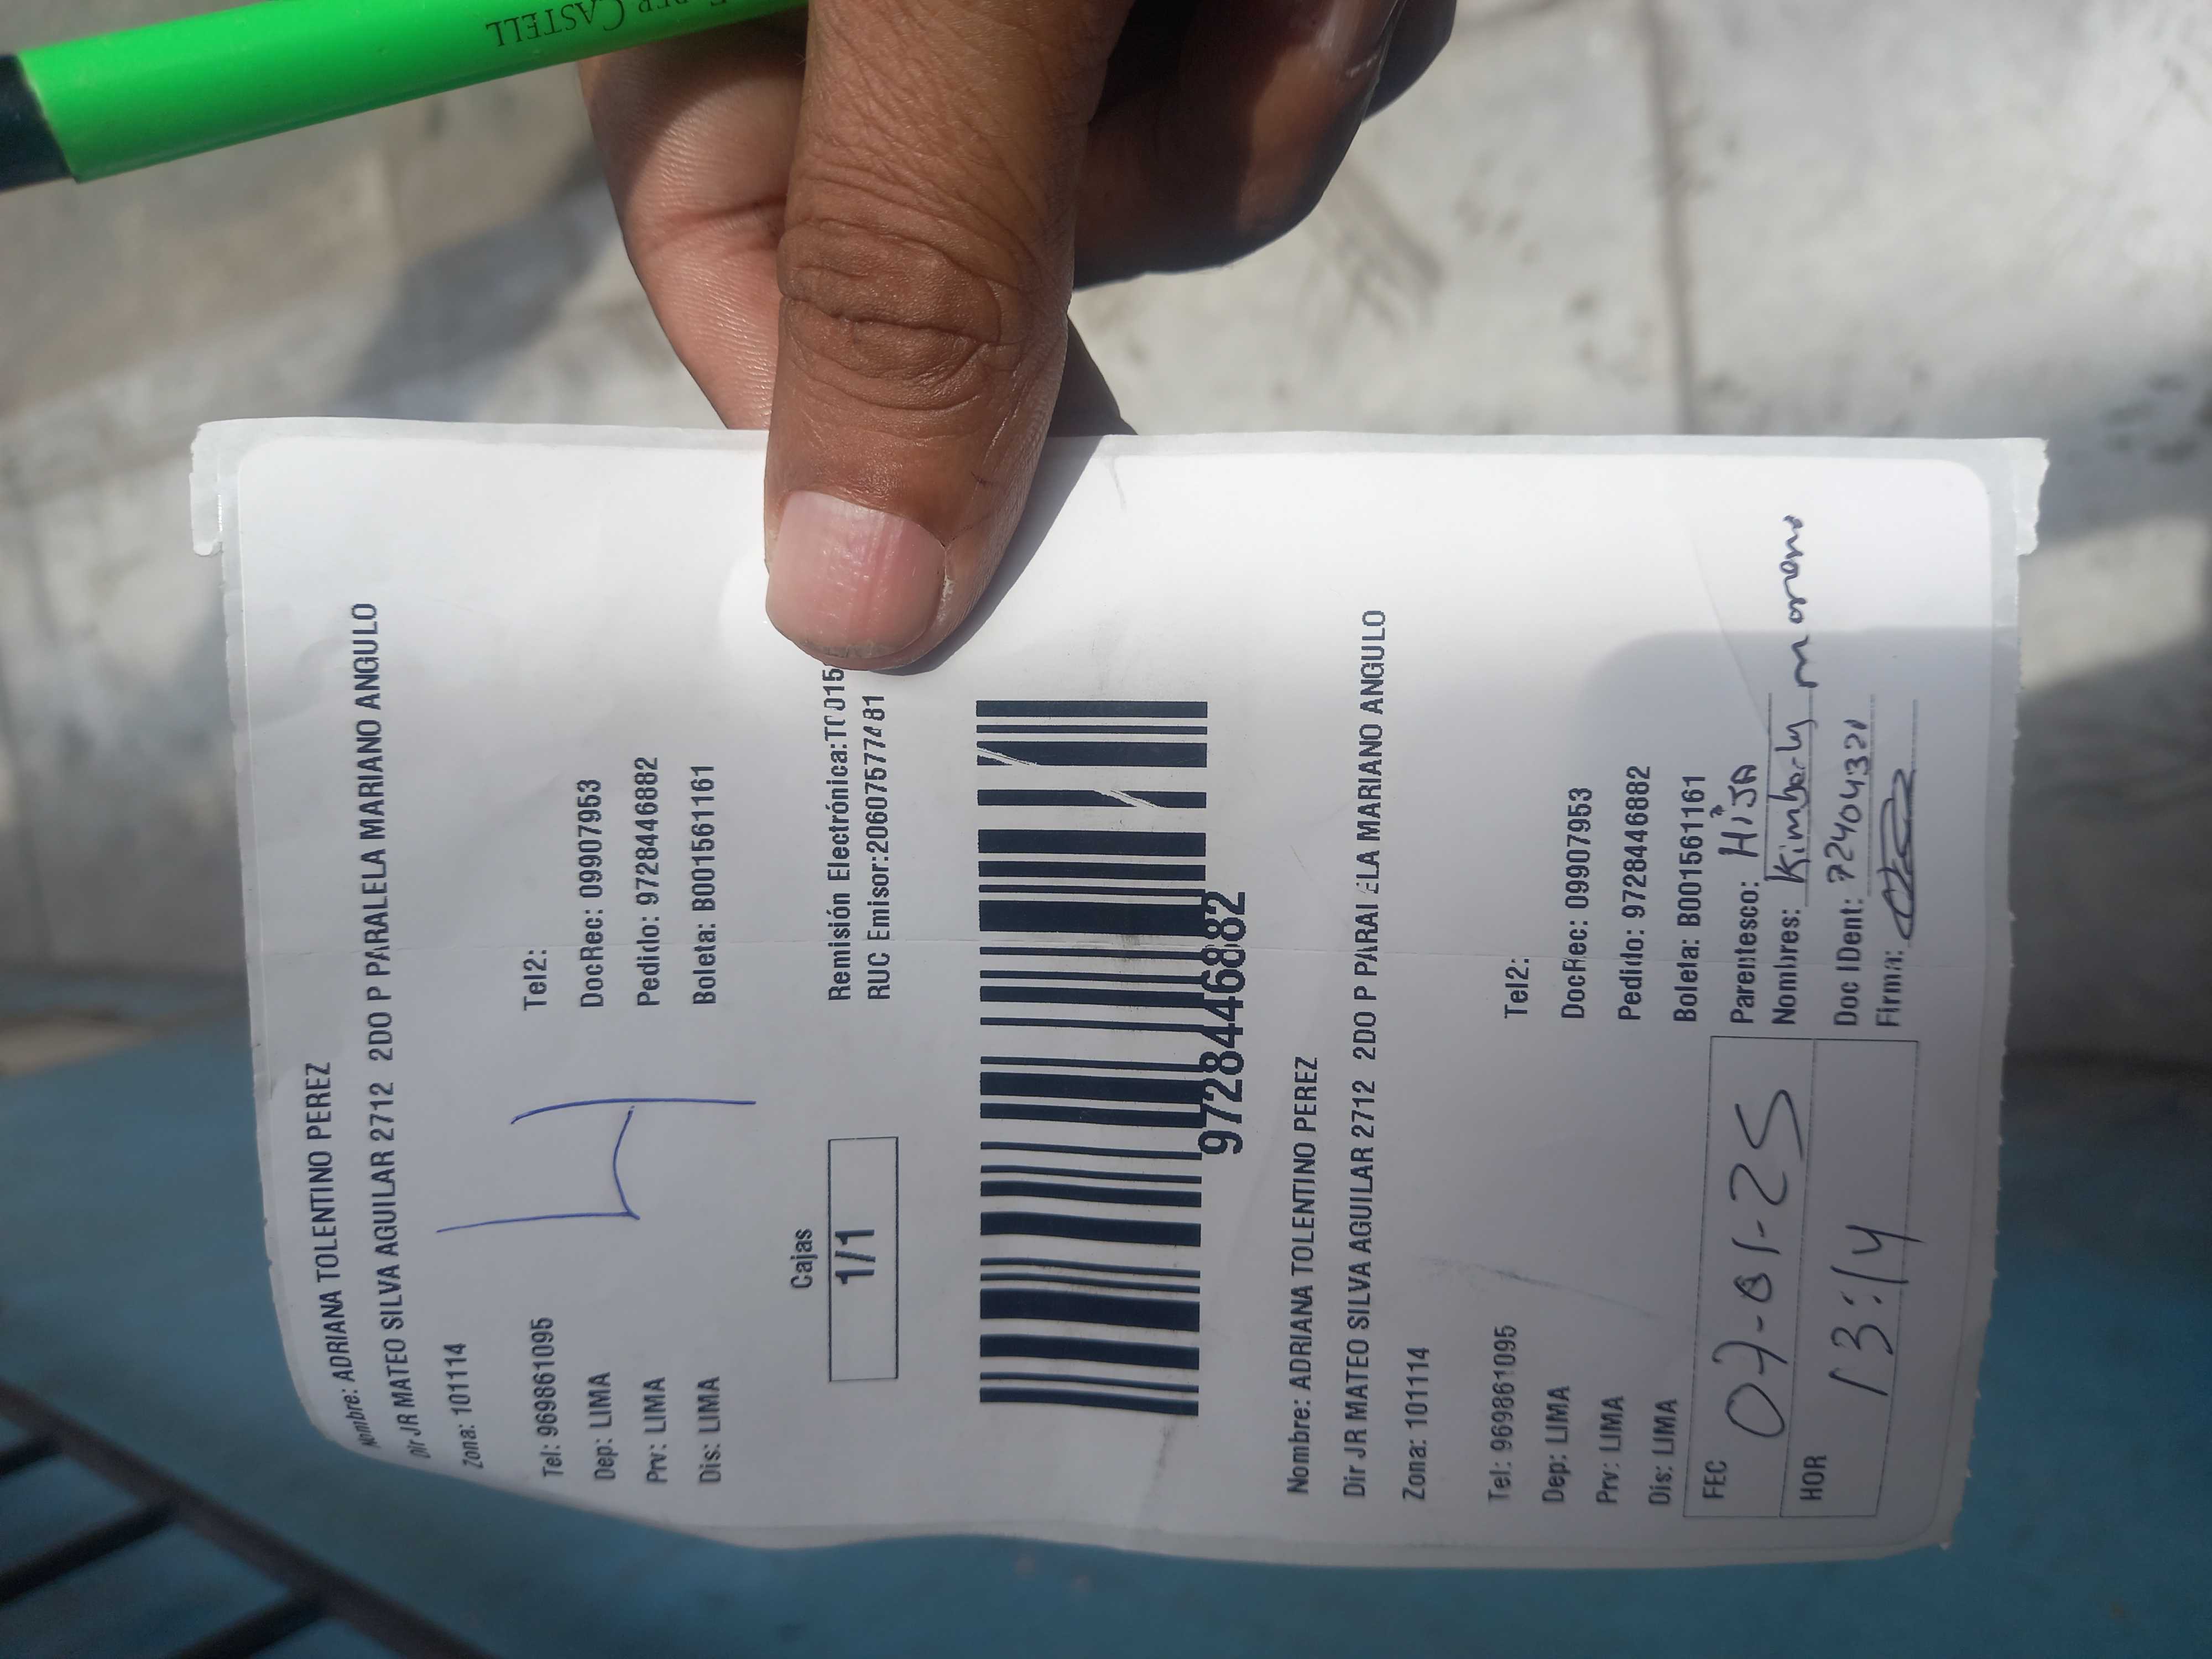 CASTELL
Nombre: ADRIANA TOLENTINO PEREZ
Dir JR MATEO SILVA AGUILAR 2712 2DO P PARALELA MARIANO ANGULO
Zona: 101114
Tel: 969861095 Tel2:
Dep: LIMA DocRec: 09907953
Prv: LIMA Pedido: 9728446882
Dis: LIMA Boleta: B001561161
Cajas
1/1
Remisión Electrónica:T0015
RUC Emisor:20607577481
9728446882
Nombre: ADRIANA TOLENTINO PEREZ
Dir JR MATEO SILVA AGUILAR 2712 2DO P PARALELA MARIANO ANGULO
Zona: 101114
Tel: 969861095 Tel2:
Dep: LIMA DocRec: 09907953
Prv: LIMA Pedido: 9728446882
Dis: LIMA Boleta: B001561161
FEC 07-01-25 Parentesco: HiJA
Nombres: Kimberly moreno
HOR 13:14 Doc IDent: 72404321
Firma: